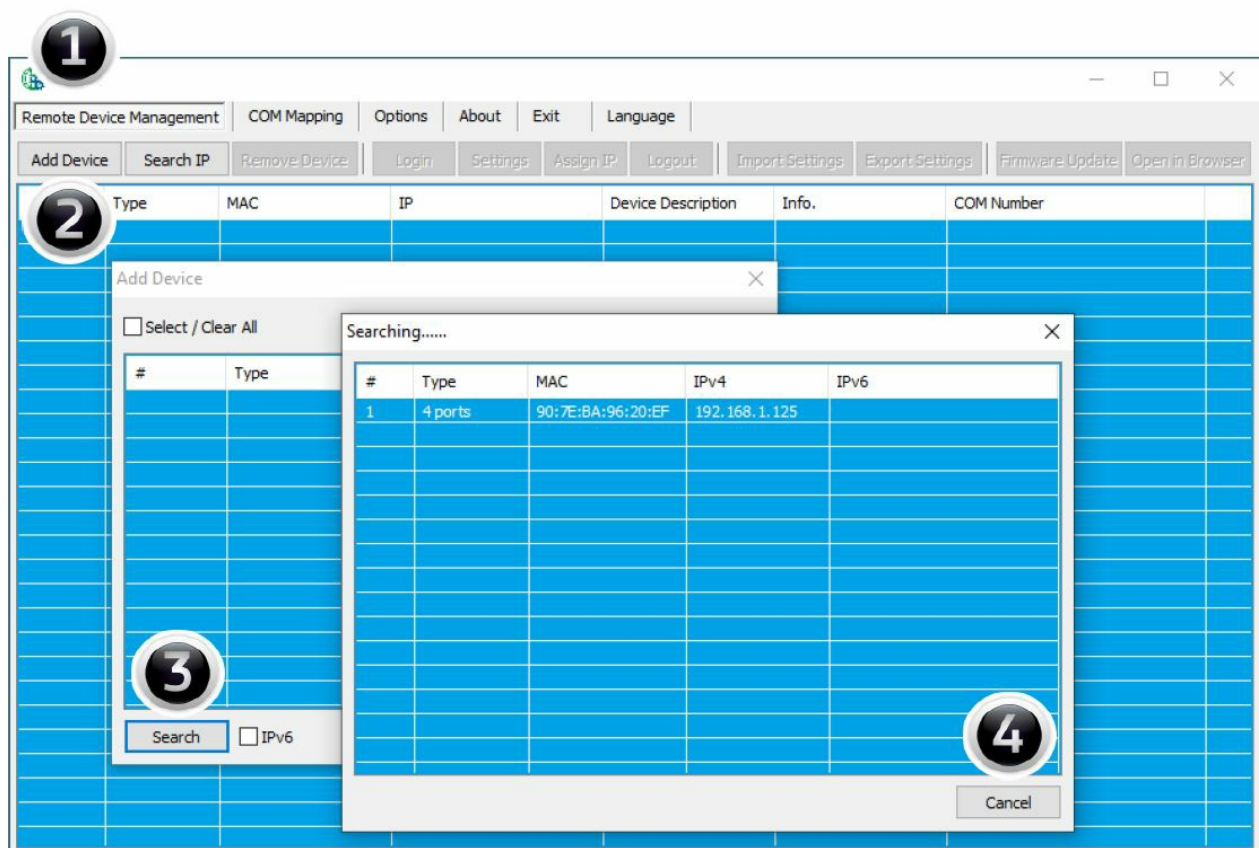 1
Remote Device Management COM Mapping Options About Exit Language
Add Device Search IP Remove Device Login Settings Assign IP Logout Import Settings Export Settings Firmware Update Open in Browser
2 Type MAC IP Device Description Info. COM Number
Add Device
Select / Clear All
Searching......
# Type
# Type MAC IPv4 IPv6
1 4 ports 90:7E:BA:96:20:EF 192.168.1.125
3
4
Search IPv6
Cancel